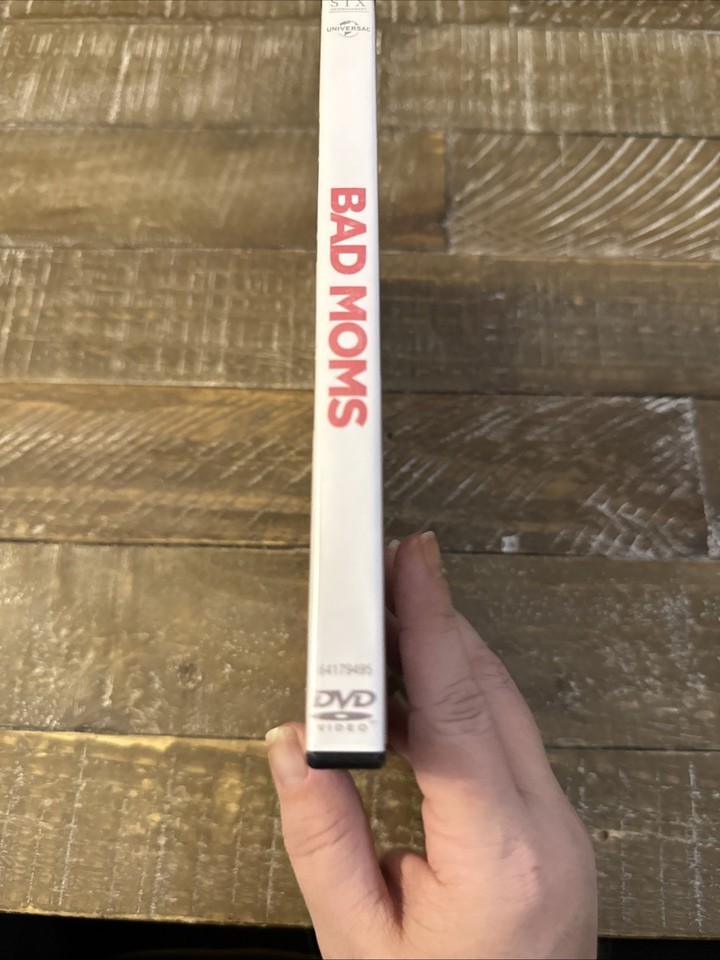 STX
UNIVERSAL
BAD MOMS
64179495
DVD
VIDEO